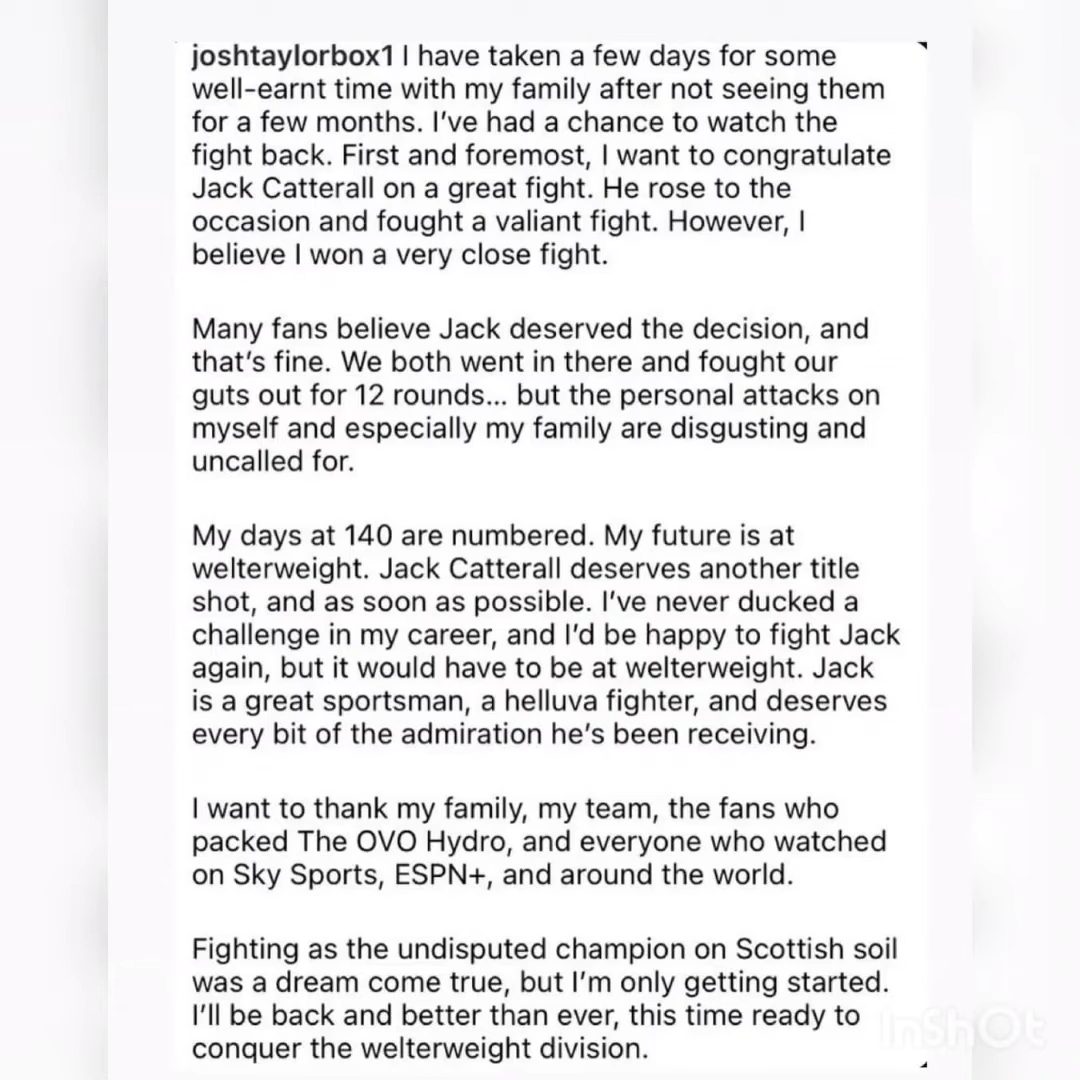 joshtaylorbox1 I have taken a few days for some
well-earnt time with my family after not seeing them
for a few months. I've had a chance to watch the
fight back. First and foremost, I want to congratulate
Jack Catterall on a great fight. He rose to the
occasion and fought a valiant fight. However, I
believe I won a very close fight.
Many fans believe Jack deserved the decision, and
that's fine. We both went in there and fought our
guts out for 12 rounds... but the personal attacks on
myself and especially my family are disgusting and
uncalled for.
My days at 140 are numbered. My future is at
welterweight. Jack Catterall deserves another title
shot, and as soon as possible. I've never ducked a
challenge in my career, and I'd be happy to fight Jack
again, but it would have to be at welterweight. Jack
is a great sportsman, a helluva fighter, and deserves
every bit of the admiration he's been receiving.
I want to thank my family, my team, the fans who
packed The OVO Hydro, and everyone who watched
on Sky Sports, ESPN+, and around the world.
Fighting as the undisputed champion on Scottish soil
was a dream come true, but I'm only getting started.
I'll be back and better than ever, this time ready to
conquer the welterweight division.
InShOt